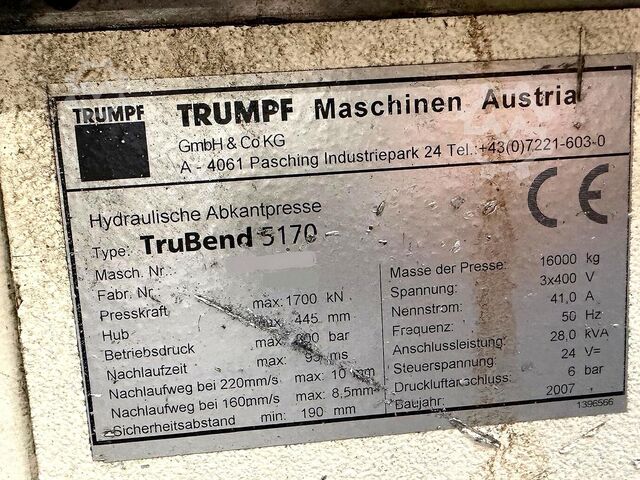 TRUMPF
TRUMPF Maschinen Austria
GmbH & Co KG
A - 4061 Pasching Industriepark 24 Tel.:+43(0)7221-603-0
Hydraulische Abkantpresse
Type: TruBend 5170
Masch. Nr.
Fabr. Nr
Presskraft max: 1700 kN
Hub max: 445 mm
Betriebsdruck max: bar
Nachlaufzeit max: ms
Nachlaufweg bei 220mm/s max: 10 mm
Nachlaufweg bei 160mm/s max: 8,5mm
Sicherheitsabstand min: 190 mm
CE
Masse der Presse: 16000 kg
Spannung: 3x400 V
Nennstrom: 41,0 A
Frequenz: 50 Hz
Anschlussleistung: 28,0 kVA
Steuerspannung: 24 V=
Druckluftanschluss: 6 bar
Baujahr: 2007
1396566